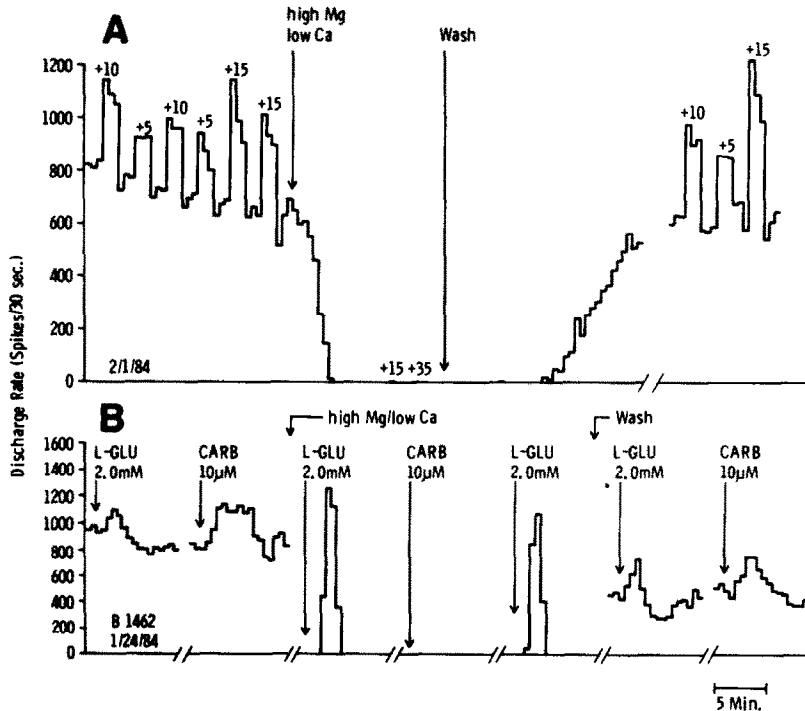 A
high Mg
low Ca
Wash
+10
+5
+10
+5
+15
+15
+10
+5
+15
1200
1000
800
600
400
200
0
2/1/84
+15 +35
Discharge Rate (Spikes/30 sec.)
B
high Mg/low Ca
Wash
1600
1400
1200
1000
800
600
400
200
0
L-GLU
2.0mM
CARB
10µM
L-GLU
2.0mM
CARB
10µM
L-GLU
2.0mM
L-GLU
2.0mM
CARB
10µM
B 1462
1/24/84
5 Min.